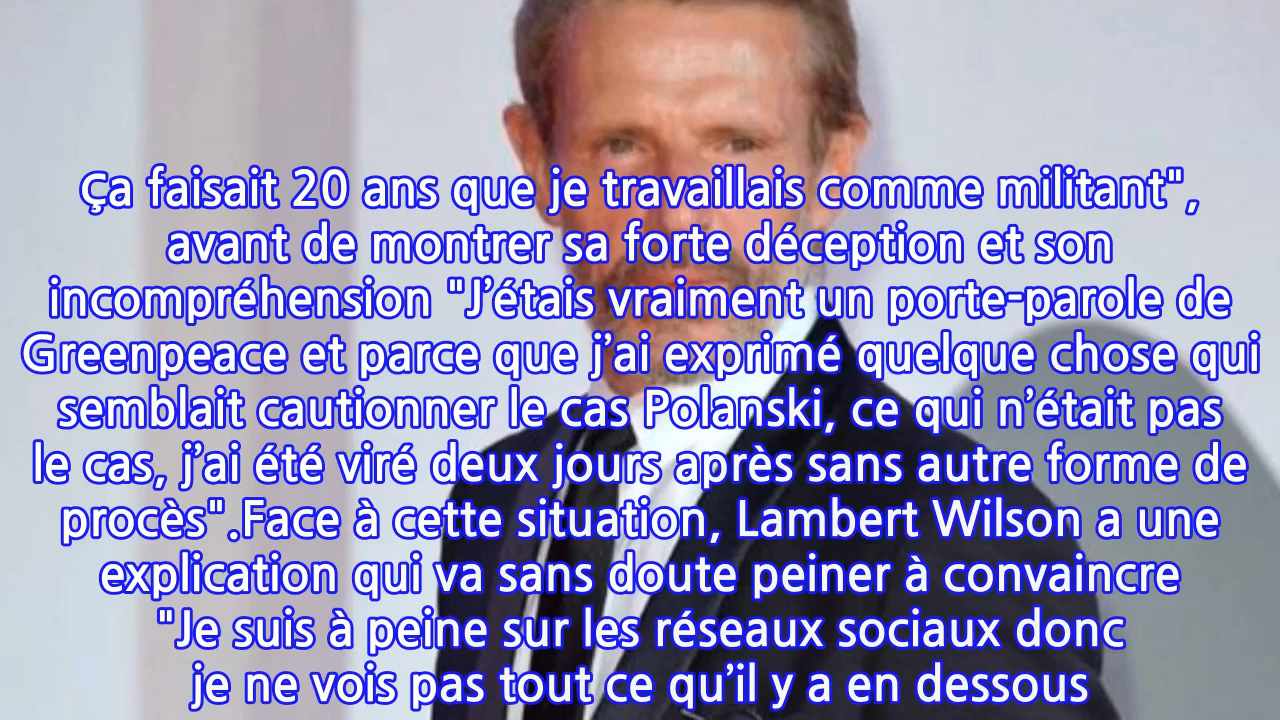 Ça faisait 20 ans que je travaillais comme militant",
avant de montrer sa forte déception et son
incompréhension "J’étais vraiment un porte-parole de
Greenpeace et parce que j’ai exprimé quelque chose qui
semblait cautionner le cas Polanski, ce qui n’était pas
le cas, j’ai été viré deux jours après sans autre forme de
procès".Face à cette situation, Lambert Wilson a une
explication qui va sans doute peiner à convaincre
"Je suis à peine sur les réseaux sociaux donc
je ne vois pas tout ce qu’il y a en dessous